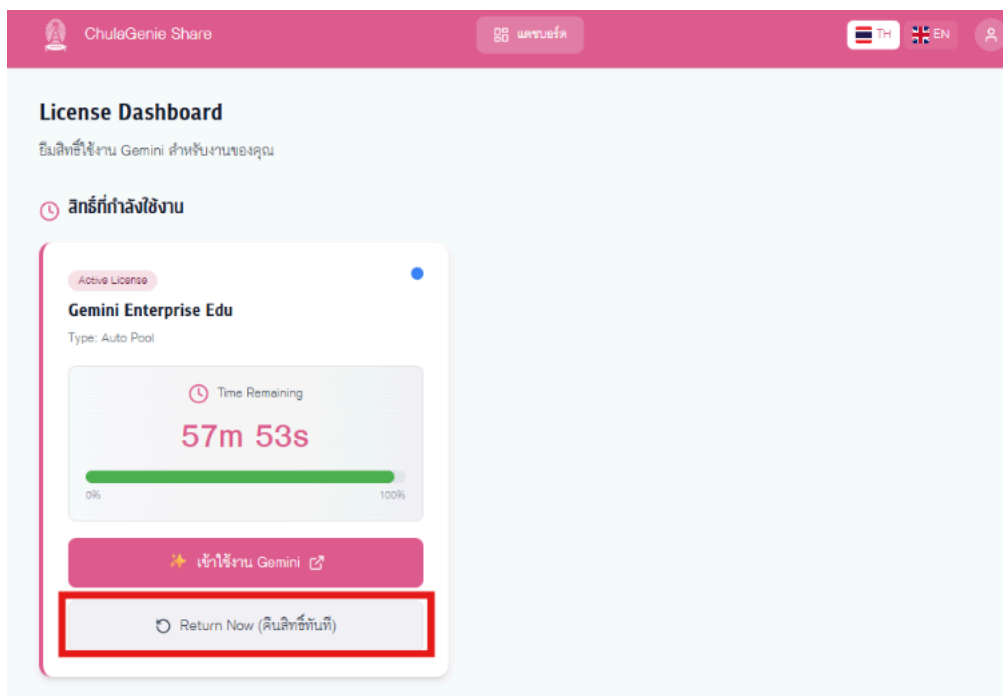 ChulaGenie Share
แดชบอร์ด
TH
EN
License Dashboard
ยืมสิทธิ์ใช้งาน Gemini สำหรับงานของคุณ
สิทธิ์ที่กำลังใช้งาน
Active License
Gemini Enterprise Edu
Type: Auto Pool
Time Remaining
57m 53s
0% 100%
เข้าใช้งาน Gemini
Return Now (คืนสิทธิ์ทันที)